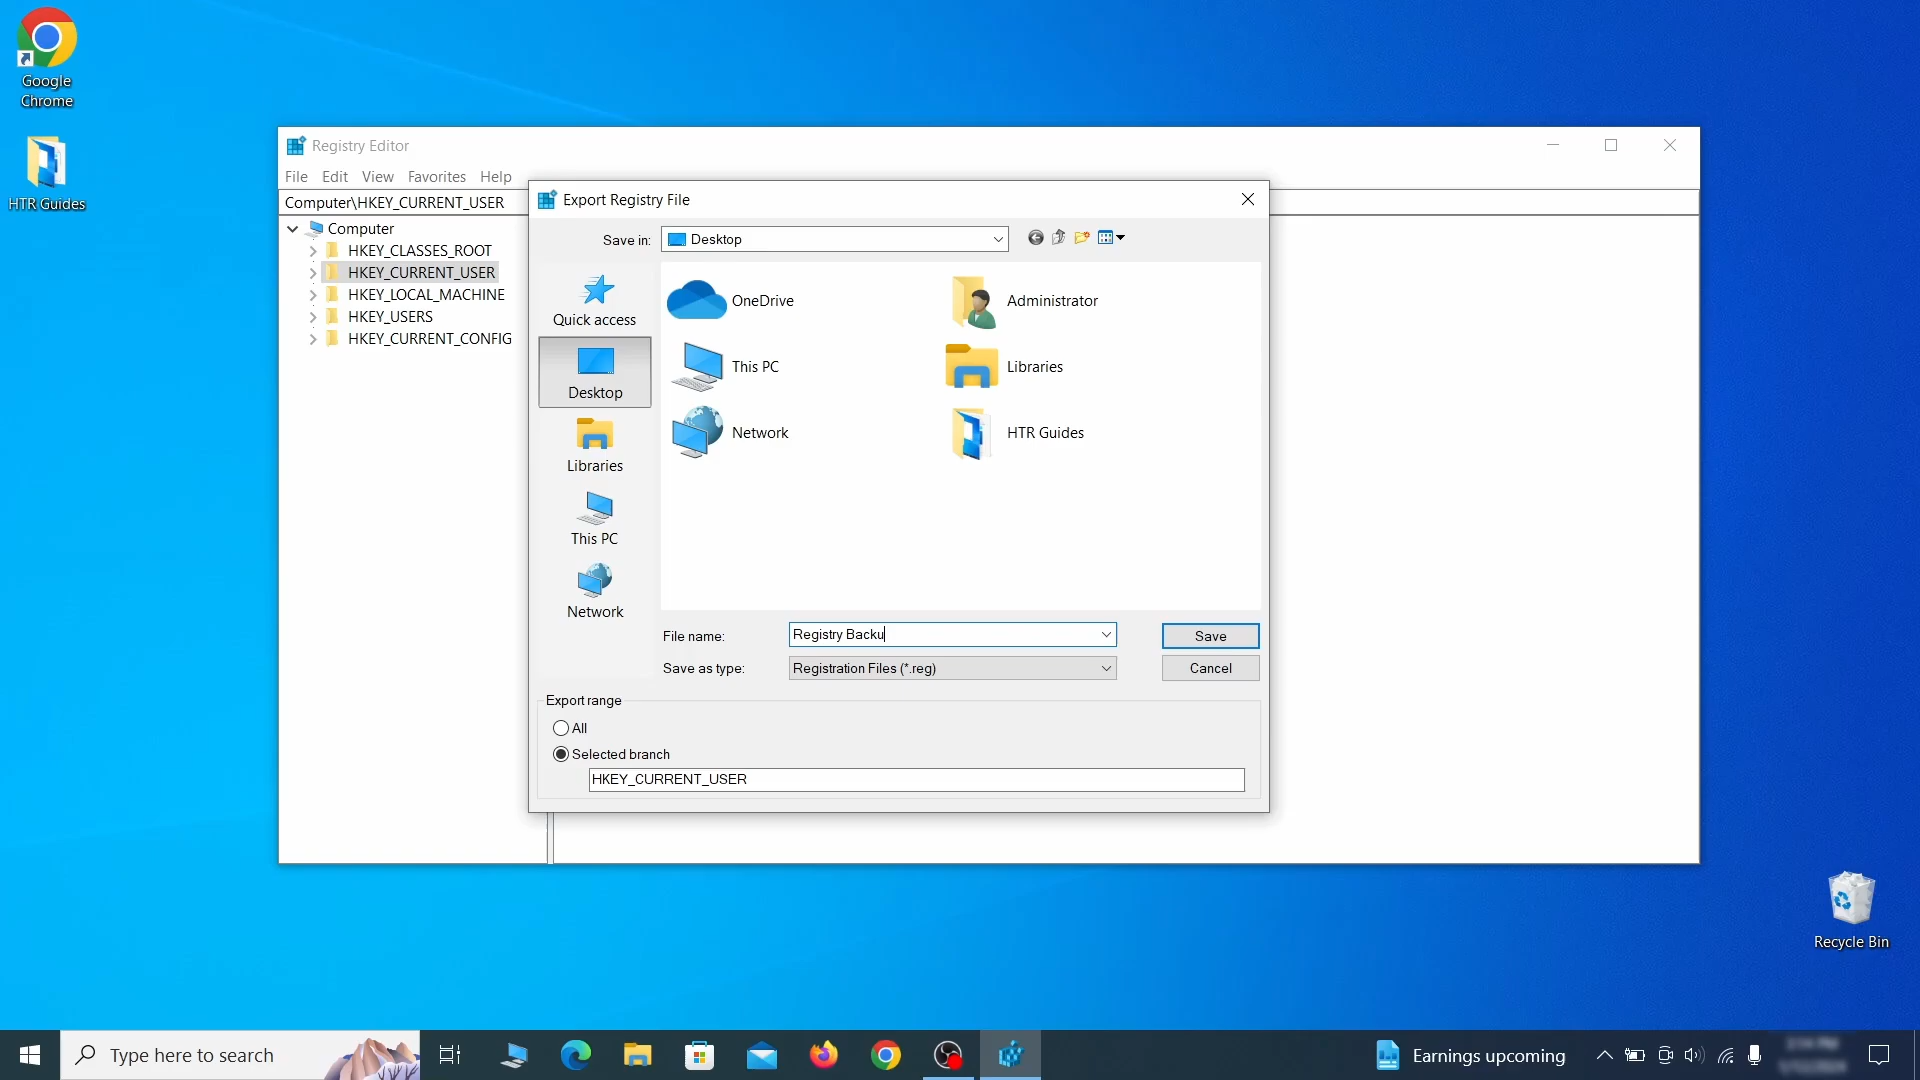 Google
Chrome
HTR Guides
Registry Editor
File Edit View Favorites Help
Computer\HKEY_CURRENT_USER
Computer
HKEY_CLASSES_ROOT
HKEY_CURRENT_USER
HKEY_LOCAL_MACHINE
HKEY_USERS
HKEY_CURRENT_CONFIG
Export Registry File
Save in: Desktop
Quick access
Desktop
Libraries
This PC
Network
OneDrive
Administrator
This PC
Libraries
Network
HTR Guides
File name: Registry Backu
Save
Save as type: Registration Files (*.reg)
Cancel
Export range
All
Selected branch
HKEY_CURRENT_USER
Recycle Bin
Type here to search
Earnings upcoming